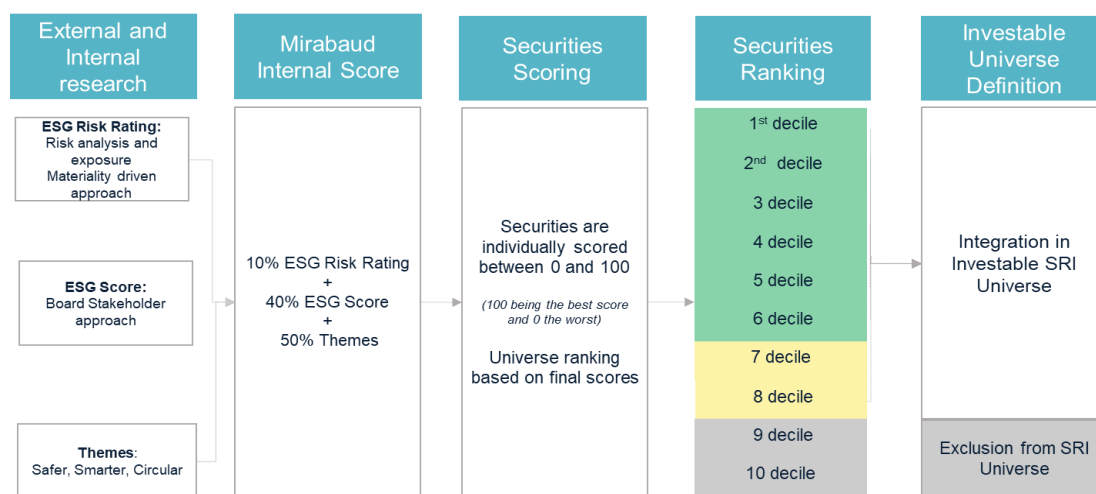 External and
Internal
research
Mirabaud
Internal Score
Securities
Scoring
Securities
Ranking
Investable
Universe
Definition
ESG Risk Rating:
Risk analysis and
exposure
Materiality driven
approach
ESG Score:
Board Stakeholder
approach
Themes:
Safer, Smarter, Circular
10% ESG Risk Rating
+
40% ESG Score
+
50% Themes
Securities are
individually scored
between 0 and 100
(100 being the best score
and 0 the worst)
Universe ranking
based on final scores
1st decile
2nd decile
3 decile
4 decile
5 decile
6 decile
7 decile
8 decile
9 decile
10 decile
Integration in
Investable SRI
Universe
Exclusion from SRI
Universe